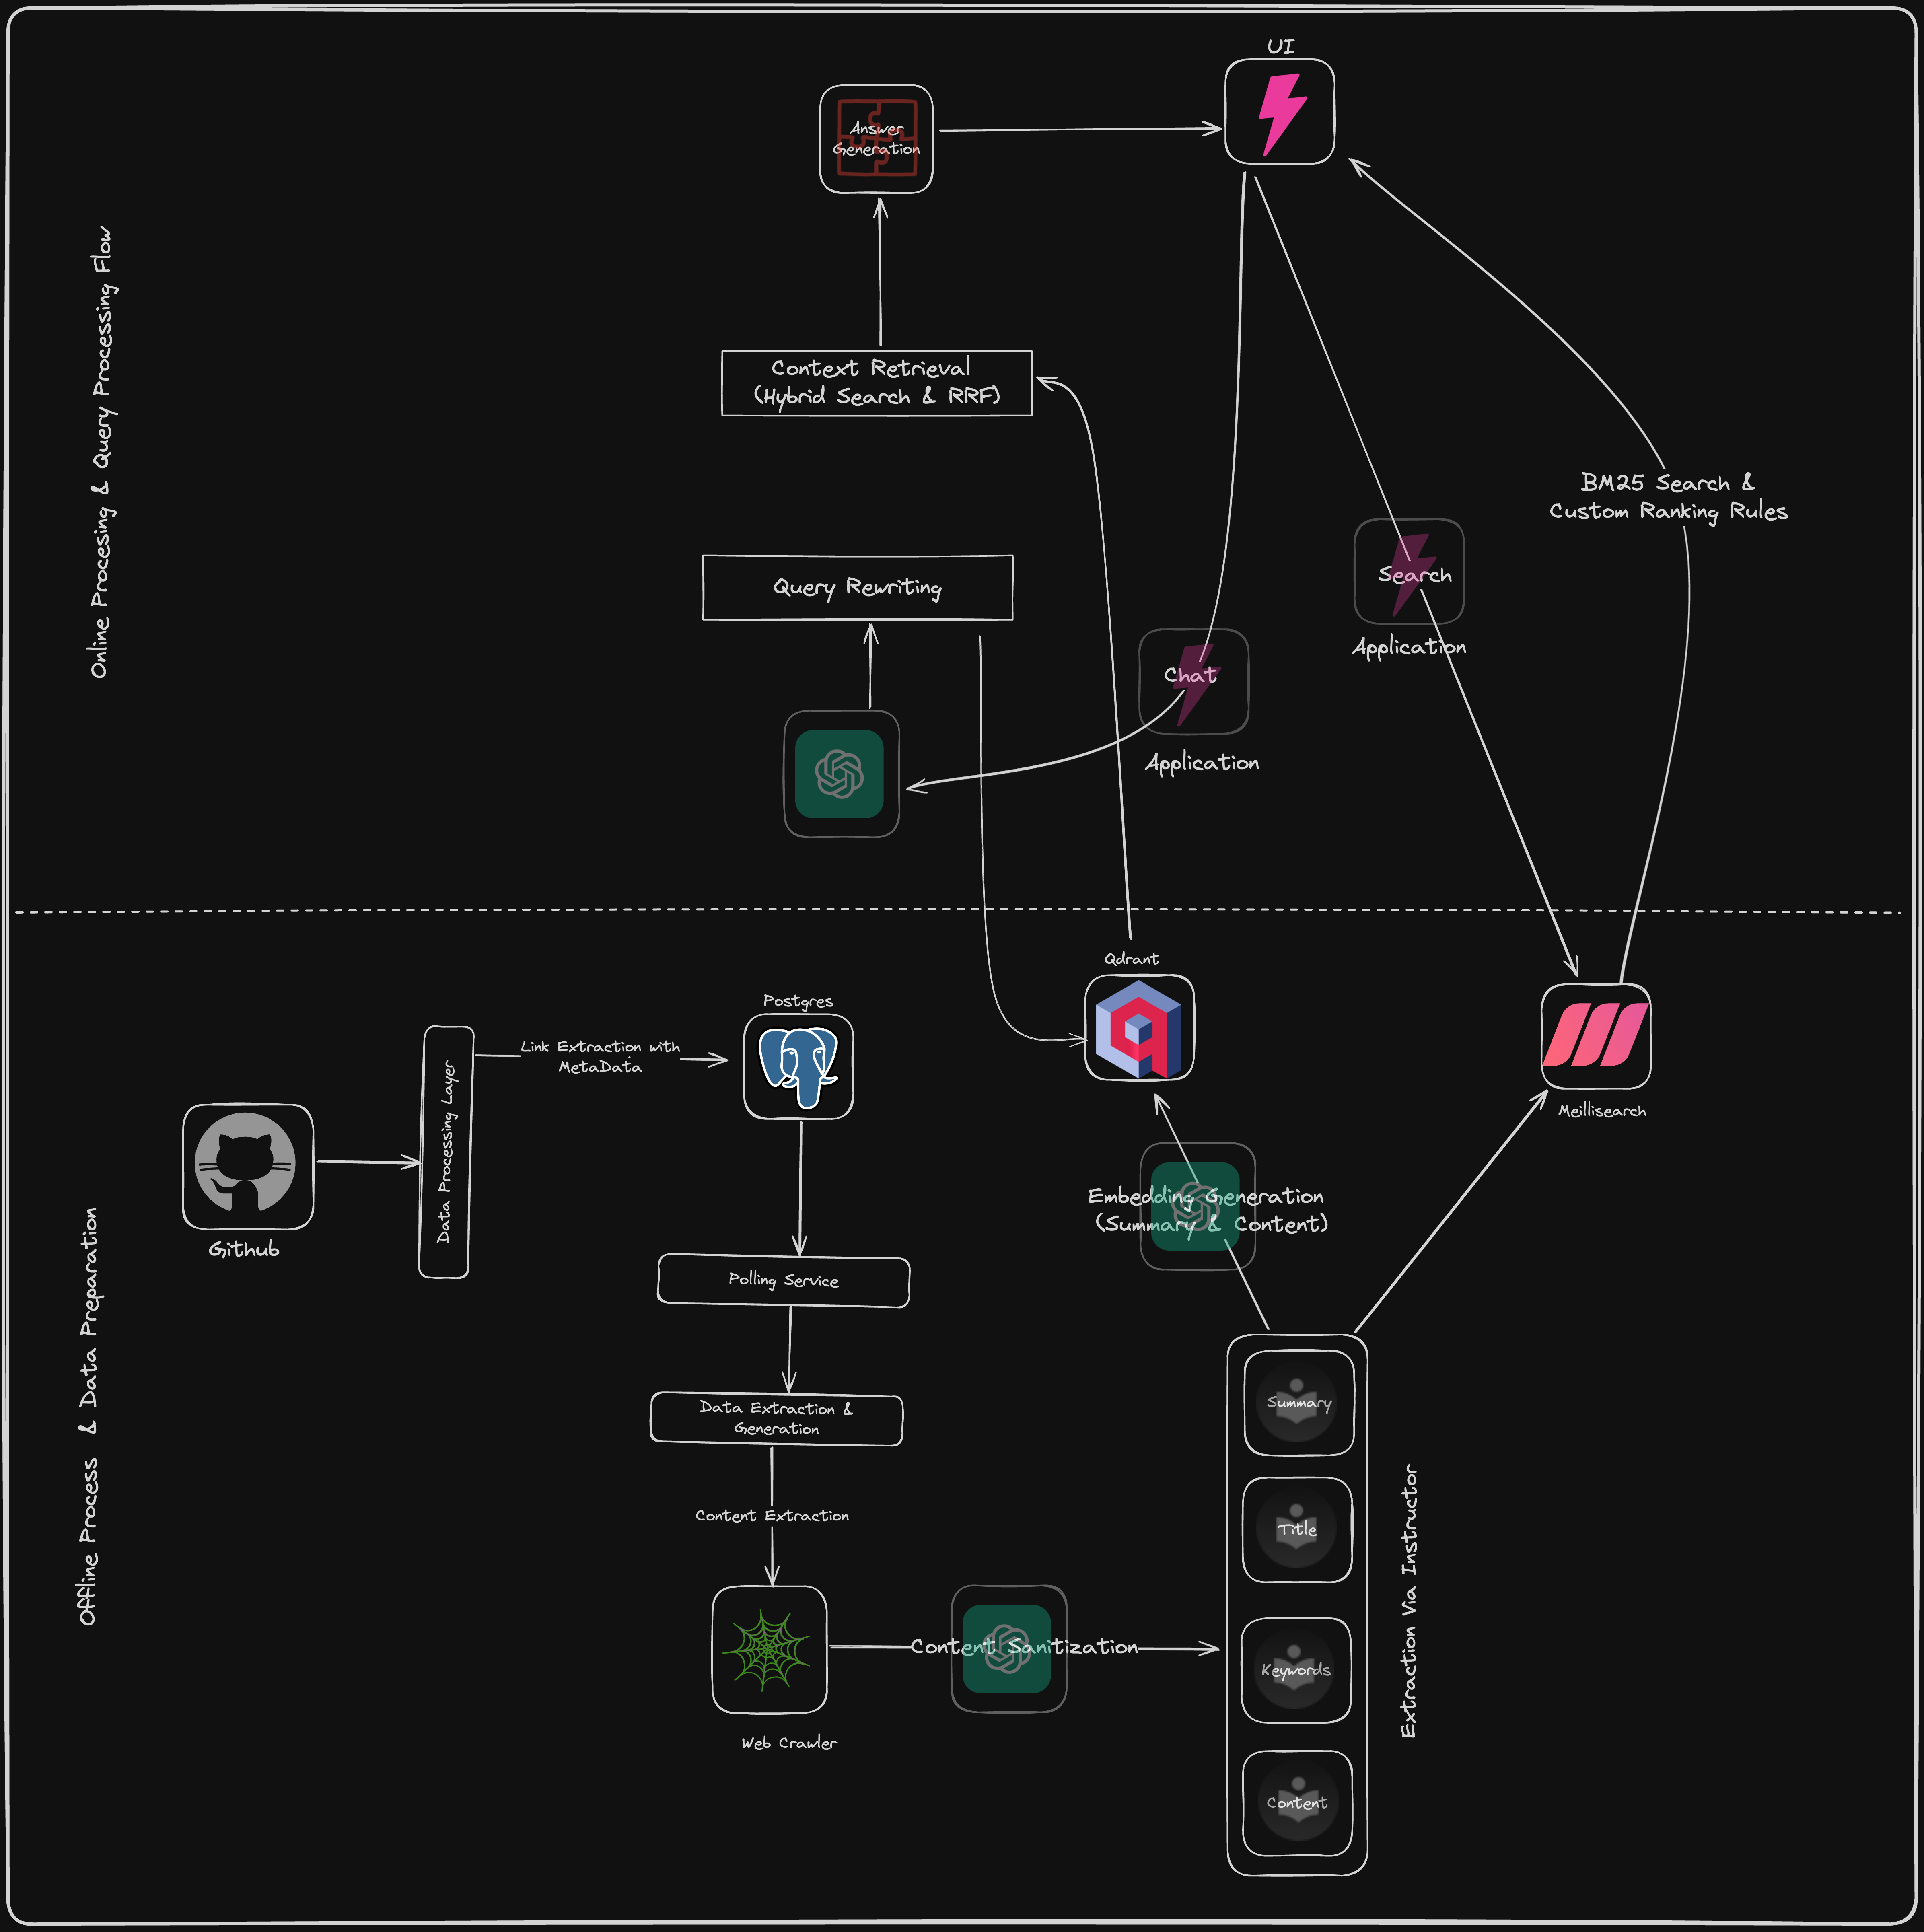 UI
Answer
Generation
Online Procesing & Query Processing Flow
Context Retrieval
(Hybrid Search & RRF)
BM25 Search &
Custom Ranking Rules
Search
Application
Query Rewriting
Chat
Application
Qdrant
Postgres
Link Extraction with
MetaData
Data Processing Layer
Meillisearch
Github
Embedding Generation
(Summary & Content)
Offline Process & Data Preparation
Polling Service
Data Extraction &
Generation
Summary
Content Extraction
Title
Extraction Via Instructor
Content Sanitization
Keywords
Web Crawler
Content